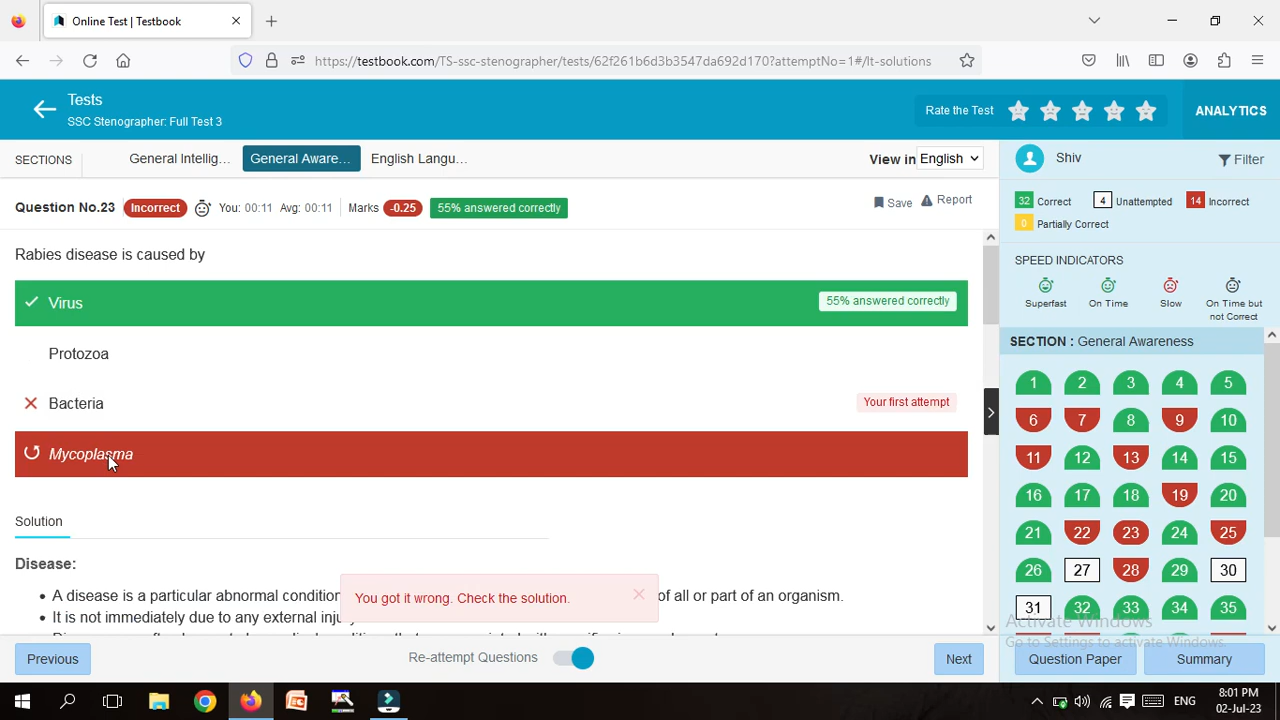 Online Test | Testbook
https://testbook.com/TS-ssc-stenographer/tests/62f261b6d3b3547da692d170?attemptNo=1#/lt-solutions
Tests
SSC Stenographer: Full Test 3
Rate the Test
ANALYTICS
SECTIONS
General Intellig...
General Aware...
English Langu...
View in English
Shiv
Filter
Question No.23 Incorrect You: 00:11 Avg: 00:11 Marks -0.25 55% answered correctly
Save Report
32 Correct 4 Unattempted 14 Incorrect
0 Partially Correct
Rabies disease is caused by
Virus
55% answered correctly
Protozoa
Bacteria
Your first attempt
Mycoplasma
Solution
Disease:
• A disease is a particular abnormal condition of all or part of an organism.
• It is not immediately due to any external inju
You got it wrong. Check the solution.
SPEED INDICATORS
Superfast On Time Slow On Time but not Correct
SECTION : General Awareness
1 2 3 4 5
6 7 8 9 10
11 12 13 14 15
16 17 18 19 20
21 22 23 24 25
26 27 28 29 30
31 32 33 34 35
Activate Windows
Go to Settings to activate Windows.
Previous
Re-attempt Questions
Next
Question Paper
Summary
ENG
8:01 PM
02-Jul-23